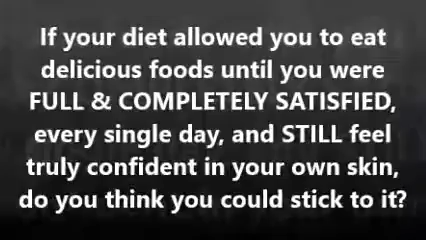 If your diet allowed you to eat
delicious foods until you were
FULL & COMPLETELY SATISFIED,
every single day, and STILL feel
truly confident in your own skin,
do you think you could stick to it?